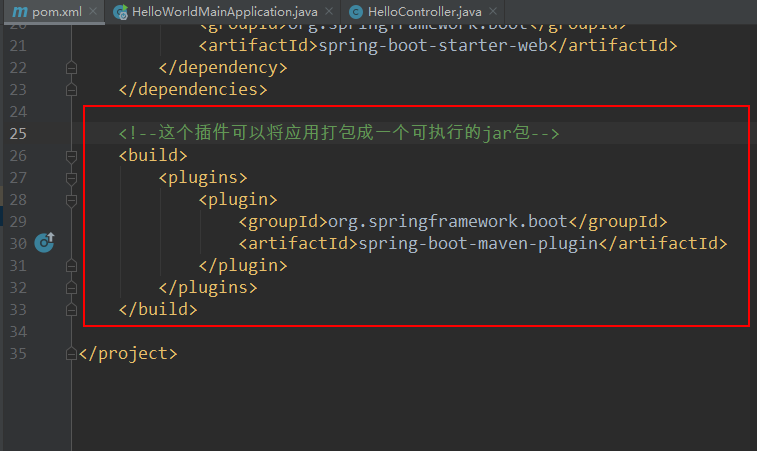 pom.xml HelloWorldMainApplication.java HelloController.java
20 <groupId>org.springframework.boot</groupId>
21 <artifactId>spring-boot-starter-web</artifactId>
22 </dependency>
23 </dependencies>
24
25 <!--这个插件可以将应用打包成一个可执行的jar包-->
26 <build>
27 <plugins>
28 <plugin>
29 <groupId>org.springframework.boot</groupId>
30 <artifactId>spring-boot-maven-plugin</artifactId>
31 </plugin>
32 </plugins>
33 </build>
34
35 </project>